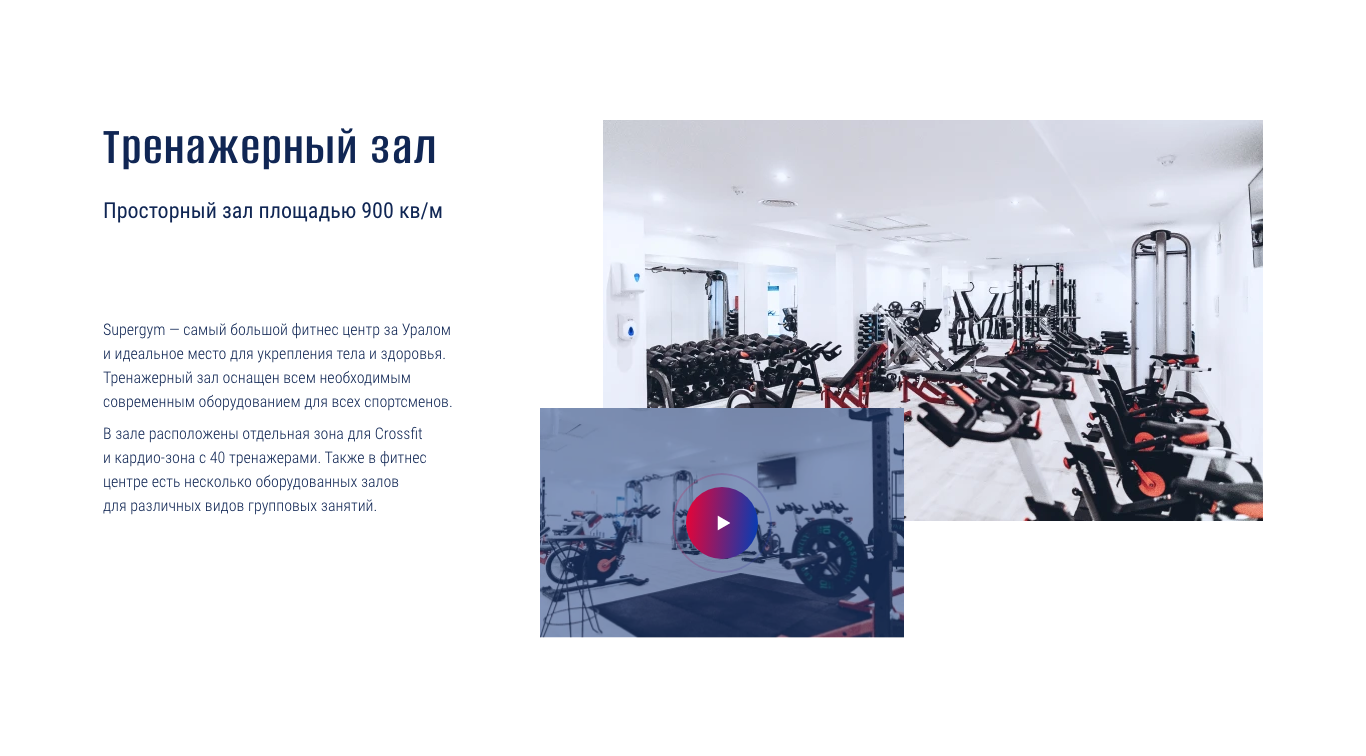 Тренажерный зал
Просторный зал площадью 900 кв/м
Supergym — самый большой фитнес центр за Уралом
и идеальное место для укрепления тела и здоровья.
Тренажерный зал оснащен всем необходимым
современным оборудованием для всех спортсменов.
В зале расположены отдельная зона для Crossfit
и кардио-зона с 40 тренажерами. Также в фитнес
центре есть несколько оборудованных залов
для различных видов групповых занятий.